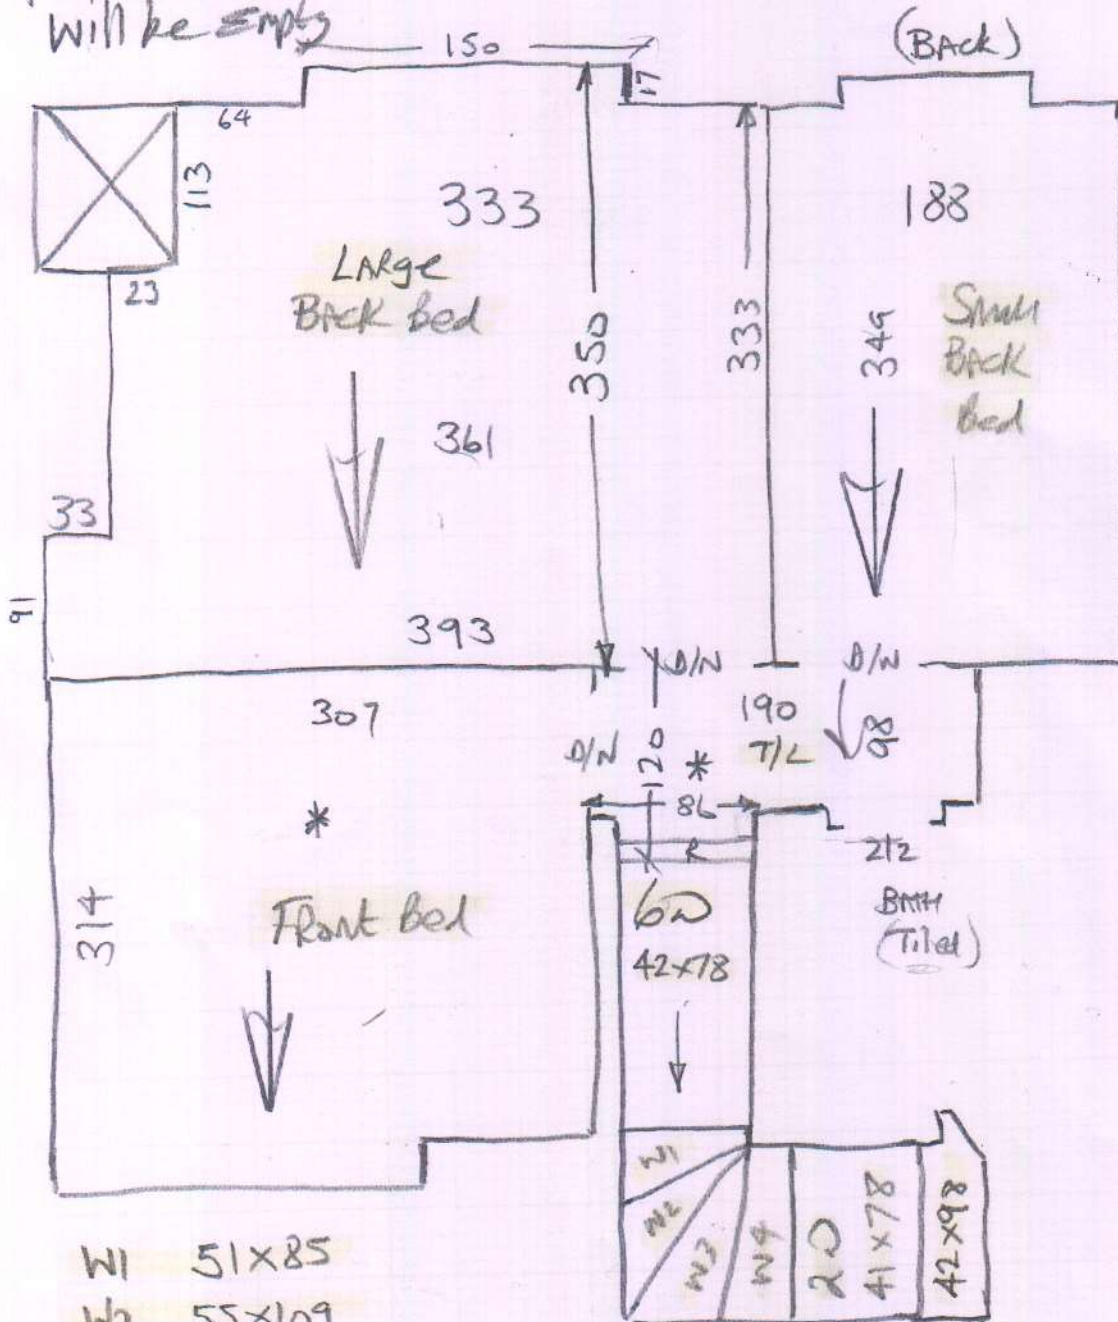 will be empty
150
(BACK)
17
64
113
333
188
LARge
BACK Bed
23
350
333
349
Small
BACK
Bed
361
33
91
393
D/N
D/W
307
190
D/N
120
*
T/L
98
86
*
R
212
314
Front Bed
6W
42x78
BATH
(Tiled)
W1
W2
W3
W4
20
41x78
42x98
W1 51x85
W2 55x109